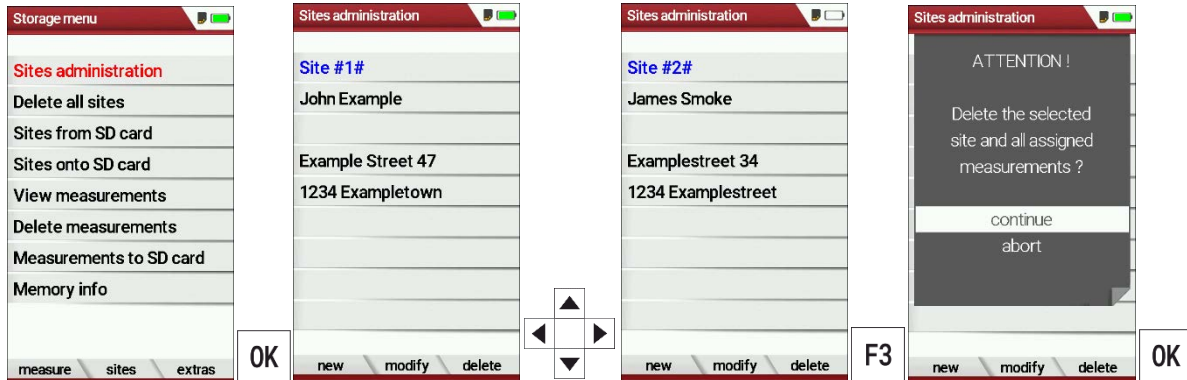 Storage menu
Sites administration
Delete all sites
Sites from SD card
Sites onto SD card
View measurements
Delete measurements
Measurements to SD card
Memory info
measure sites extras
OK
Sites administration
Site #1#
John Example
Example Street 47
1234 Exampletown
new modify delete
Sites administration
Site #2#
James Smoke
Examplestreet 34
1234 Examplestreet
new modify delete
F3
Sites administration
ATTENTION !
Delete the selected
site and all assigned
measurements ?
continue
abort
new modify delete
OK